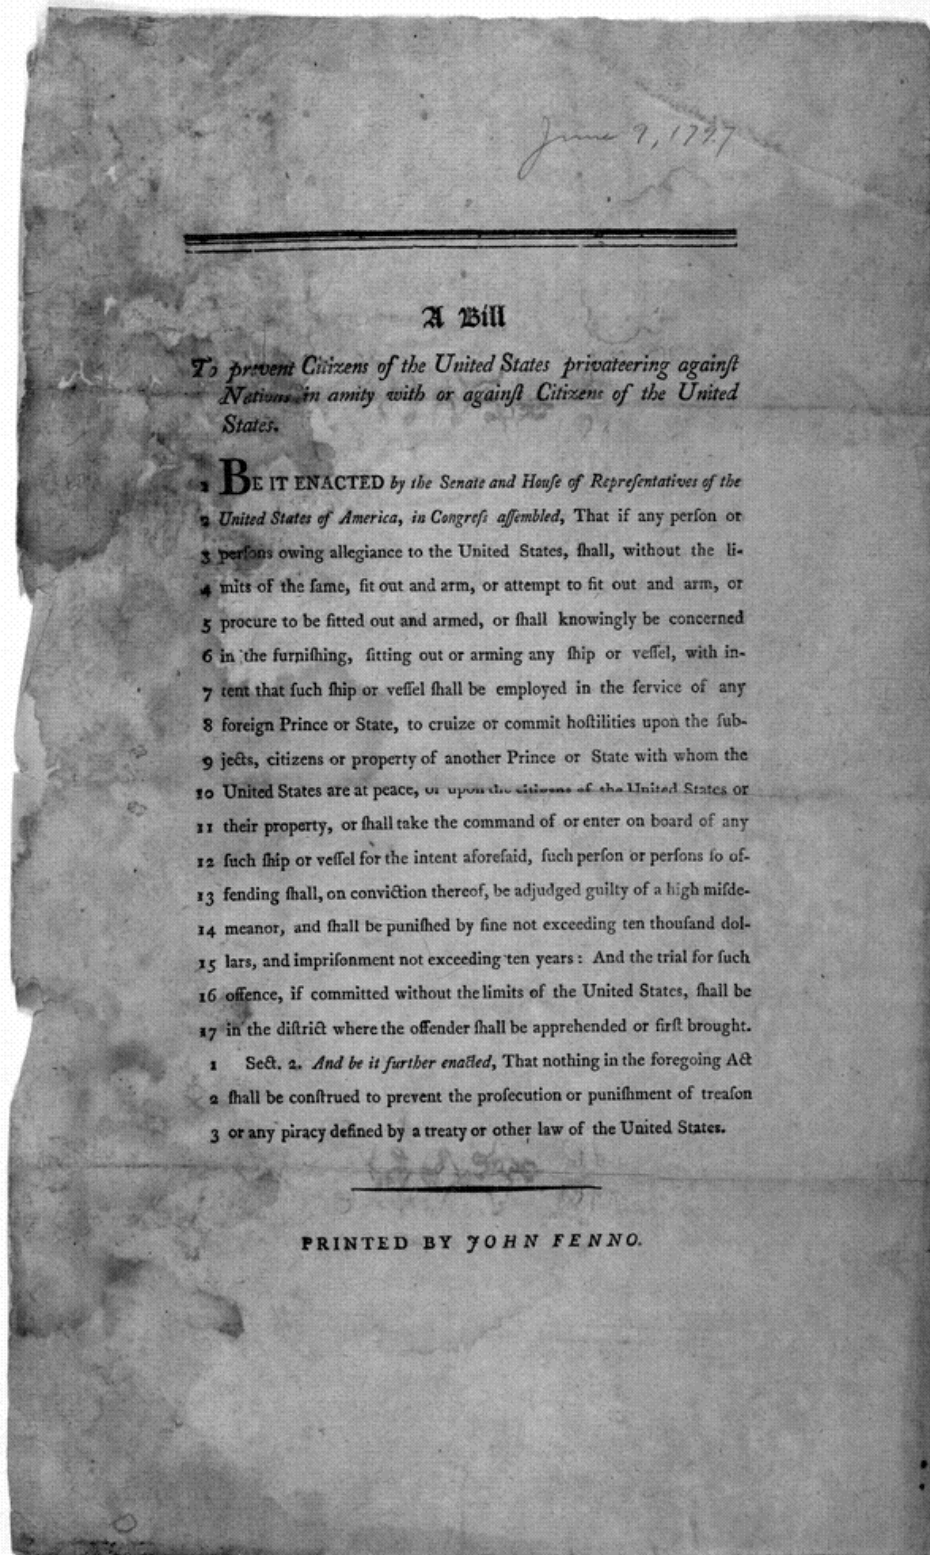 June 9, 1797
A Bill
To prevent Citizens of the United States privateering againſt
Nations in amity with or againſt Citizens of the United
States.
1 BE IT ENACTED by the Senate and Houſe of Repreſentatives of the
2 United States of America, in Congreſs aſſembled, That if any perſon or
3 perſons owing allegiance to the United States, ſhall, without the li-
4 mits of the ſame, fit out and arm, or attempt to fit out and arm, or
5 procure to be fitted out and armed, or ſhall knowingly be concerned
6 in the furniſhing, fitting out or arming any ſhip or veſſel, with in-
7 tent that ſuch ſhip or veſſel ſhall be employed in the ſervice of any
8 foreign Prince or State, to cruize or commit hoſtilities upon the ſub-
9 jects, citizens or property of another Prince or State with whom the
10 United States are at peace, or upon the citizens of the United States or
11 their property, or ſhall take the command of or enter on board of any
12 ſuch ſhip or veſſel for the intent aforeſaid, ſuch perſon or perſons ſo of-
13 fending ſhall, on conviction thereof, be adjudged guilty of a high miſde-
14 meanor, and ſhall be puniſhed by fine not exceeding ten thouſand dol-
15 lars, and impriſonment not exceeding ten years: And the trial for ſuch
16 offence, if committed without the limits of the United States, ſhall be
17 in the diſtrict where the offender ſhall be apprehended or firſt brought.
1 Sect. 2. And be it further enacted, That nothing in the foregoing Act
2 ſhall be conſtrued to prevent the proſecution or puniſhment of treaſon
3 or any piracy defined by a treaty or other law of the United States.
PRINTED BY JOHN FENNO.